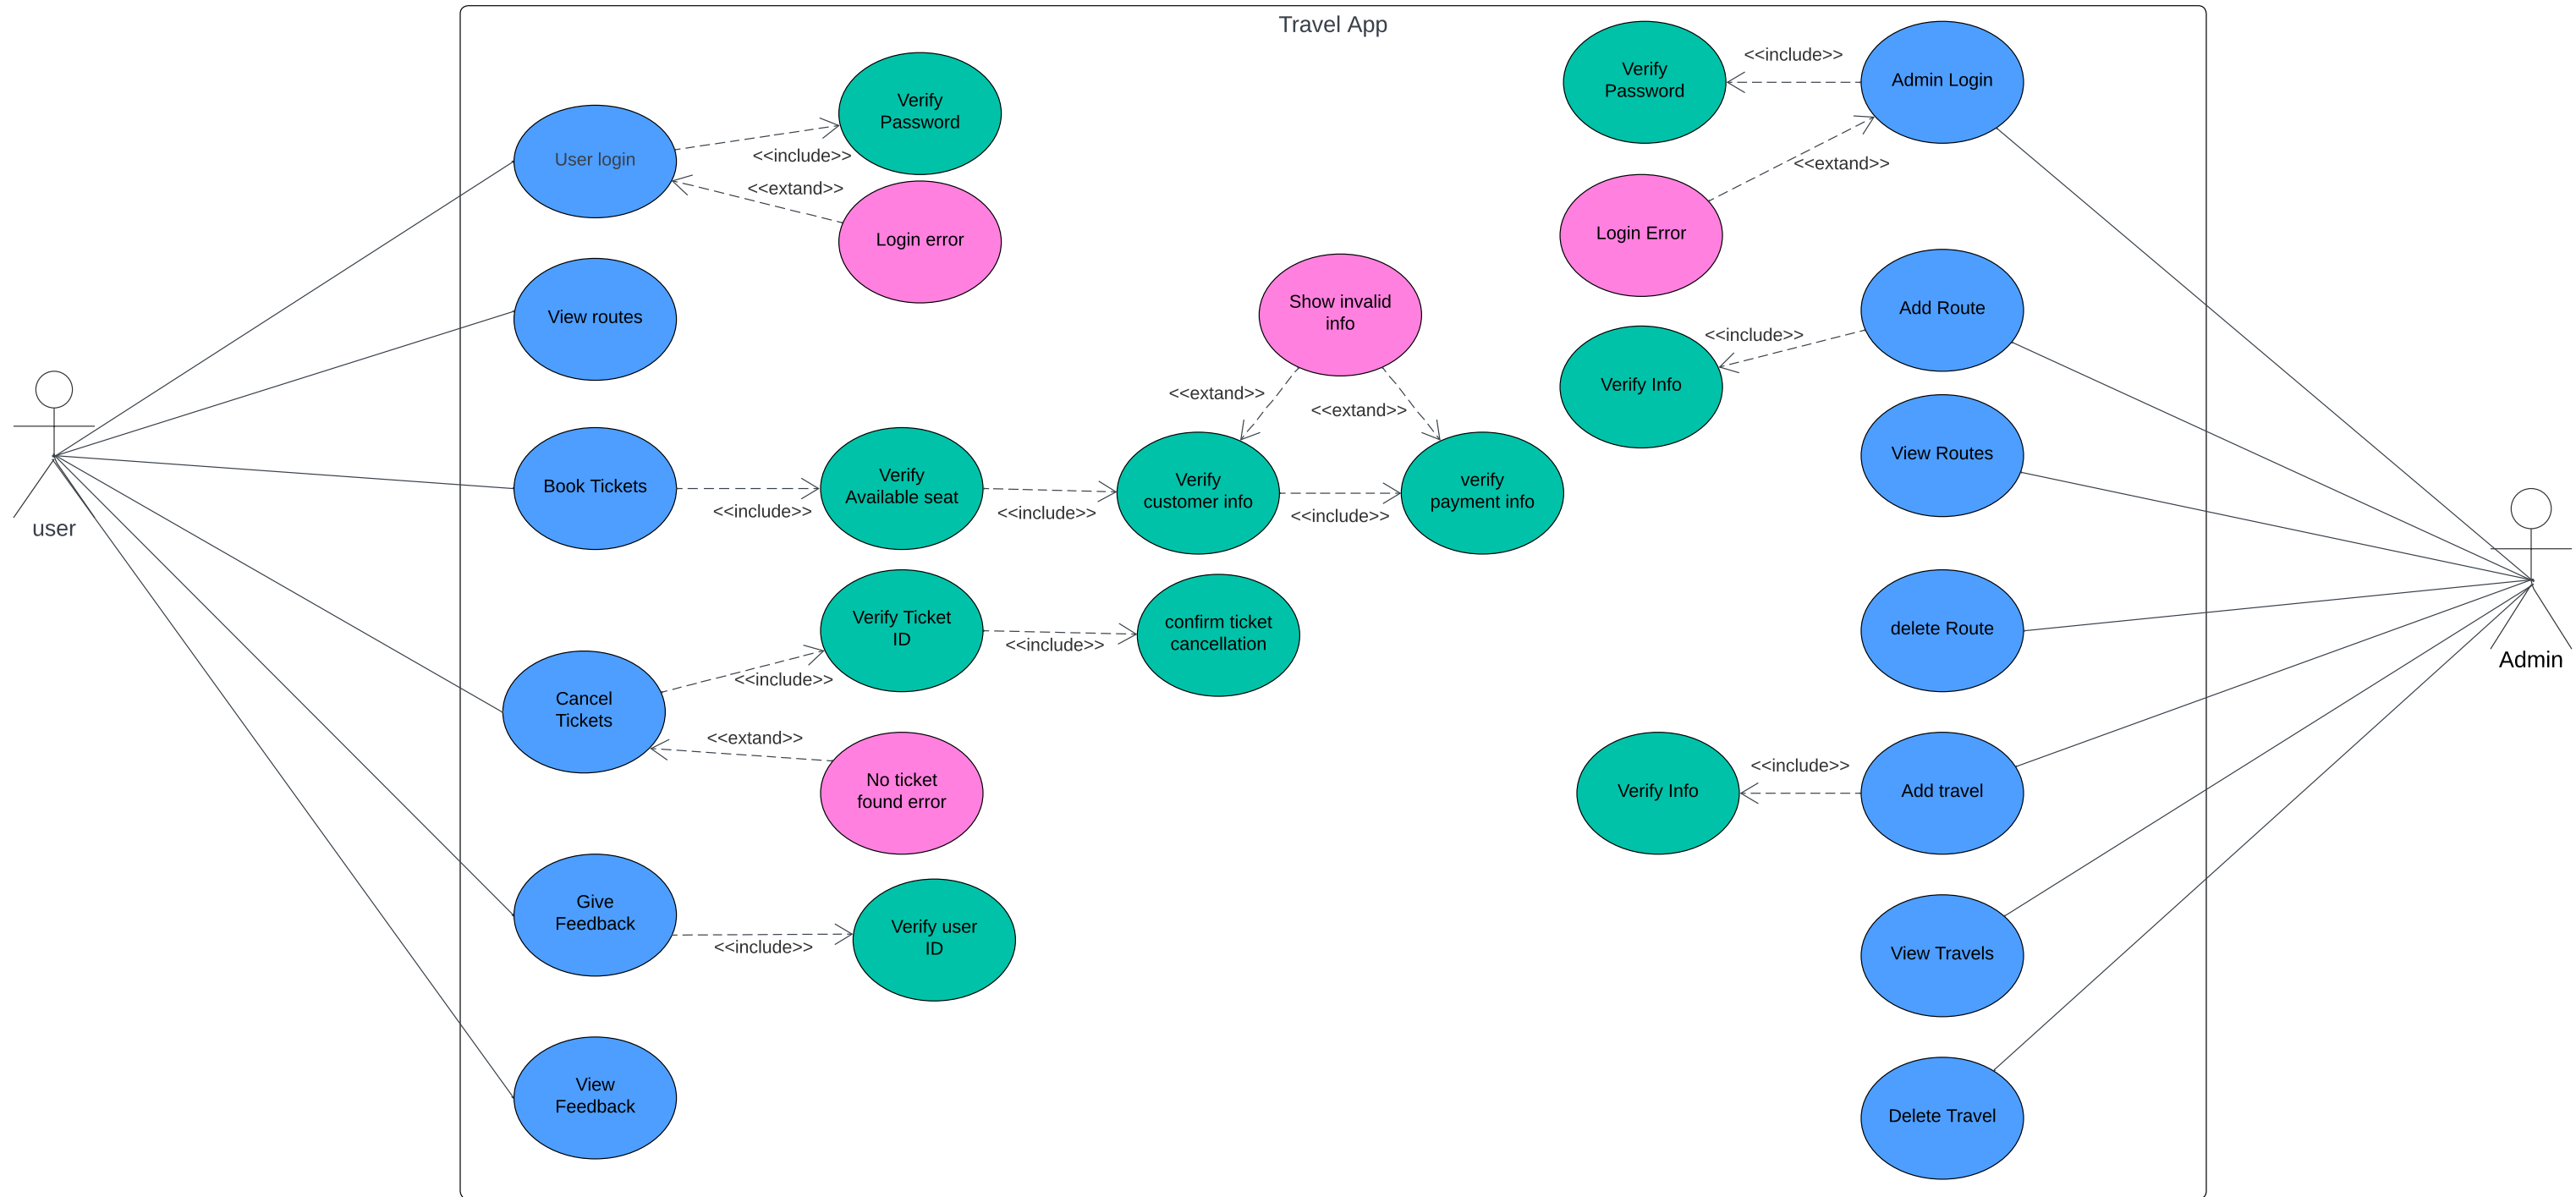 Travel App
user
User login
<<include>>
Verify
Password
<<extand>>
Login error
View routes
Book Tickets
<<include>>
Verify
Available seat
<<include>>
Verify
customer info
<<include>>
verify
payment info
<<extand>>
<<extand>>
Show invalid
info
Cancel
Tickets
<<include>>
Verify Ticket
ID
<<include>>
confirm ticket
cancellation
<<extand>>
No ticket
found error
Give
Feedback
<<include>>
Verify user
ID
View
Feedback
Verify
Password
<<include>>
Admin Login
<<extand>>
Login Error
Add Route
<<include>>
Verify Info
View Routes
delete Route
Verify Info
<<include>>
Add travel
View Travels
Delete Travel
Admin